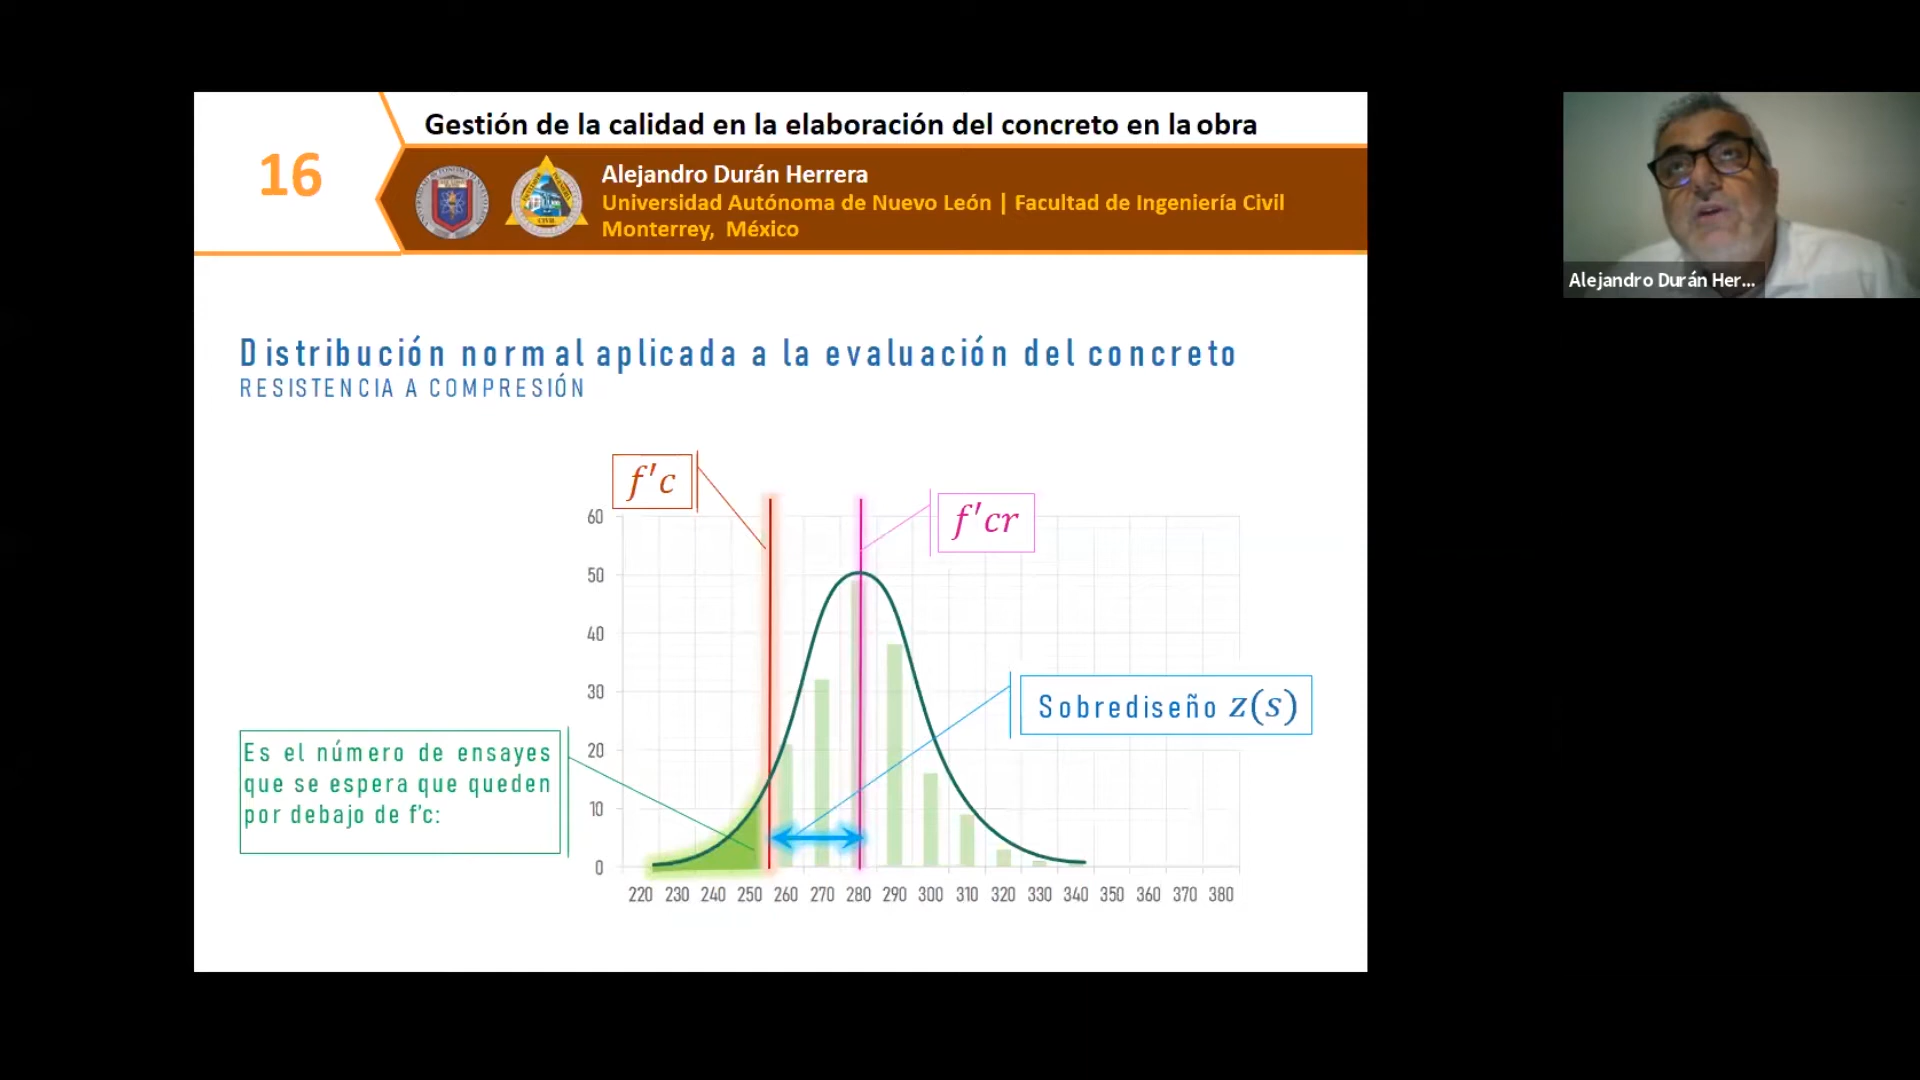 16
Gestión de la calidad en la elaboración del concreto en la obra
Alejandro Durán Herrera
Universidad Autónoma de Nuevo León | Facultad de Ingeniería Civil
Monterrey, México
Alejandro Durán Her...
Distribución normal aplicada a la evaluación del concreto
RESISTENCIA A COMPRESIÓN
f'c
f'cr
60
50
40
30
20
10
0
Sobrediseño z(s)
Es el número de ensayes
que se espera que queden
por debajo de f'c:
220 230 240 250 260 270 280 290 300 310 320 330 340 350 360 370 380